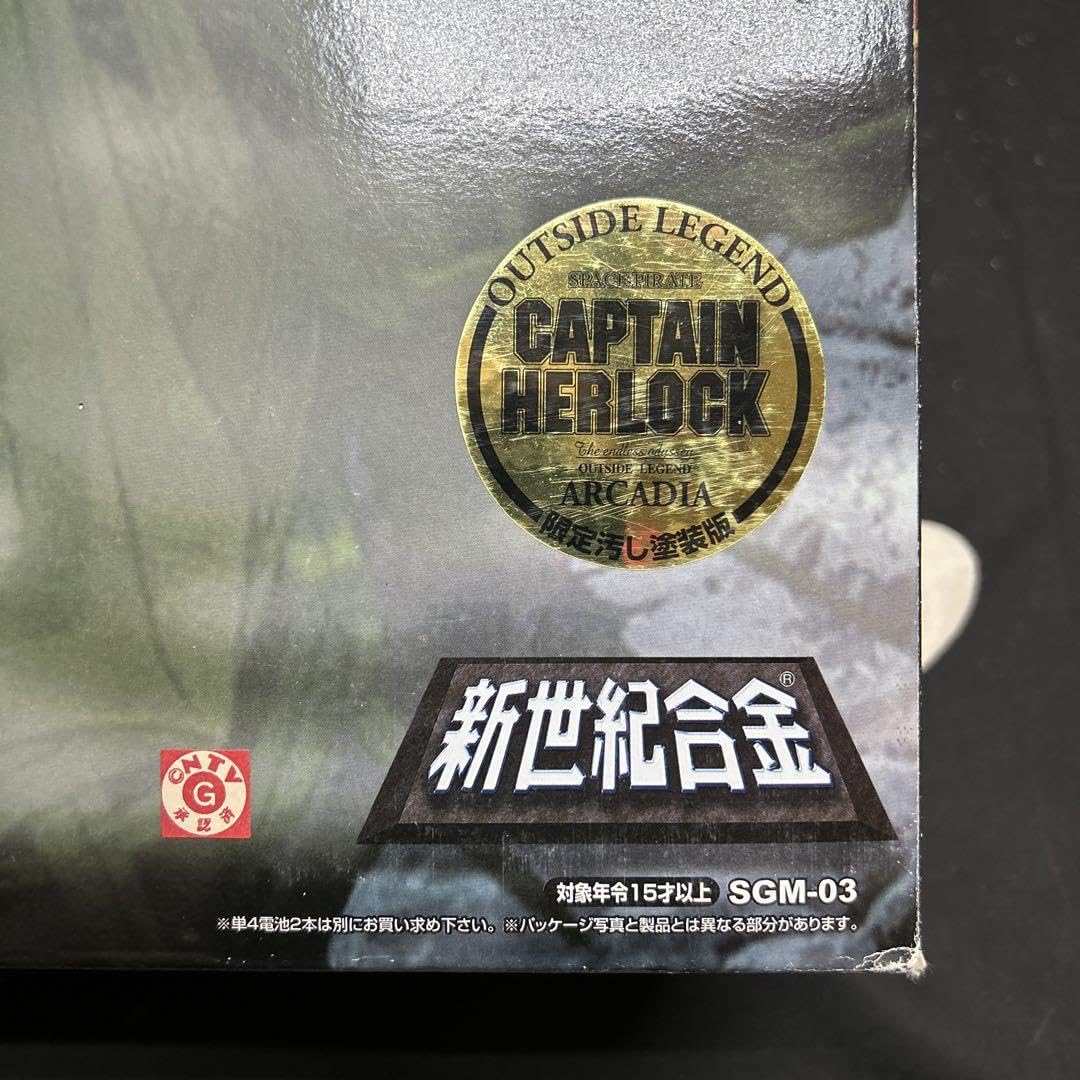 OUTSIDE LEGEND
SPACE PIRATE
CAPTAIN
HERLOCK
The endless odyssey
OUTSIDE LEGEND
ARCADIA
限定汚し塗装版
新世紀合金®
©NTV
G
承認済
対象年令15才以上 SGM-03
※単4電池2本は別にお買い求め下さい。※パッケージ写真と製品とは異なる部分があります。